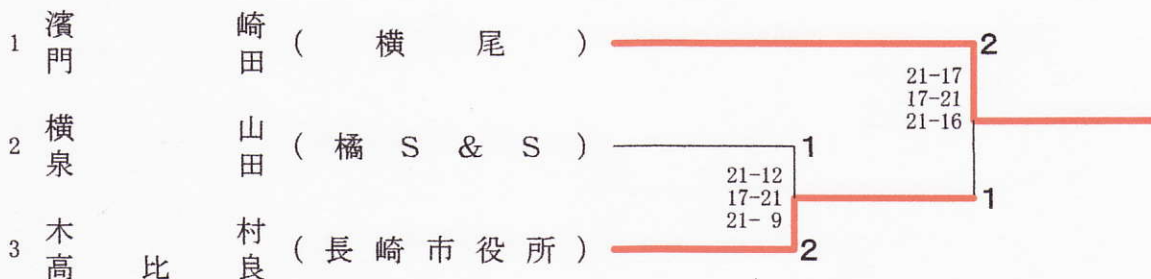 濱崎
1 (横尾) 2
門田
21-17
17-21
21-16
横山
2 (橘S&S) 1
泉田
21-12
17-21
21- 9
1
木村
3 (長崎市役所) 2
高比良